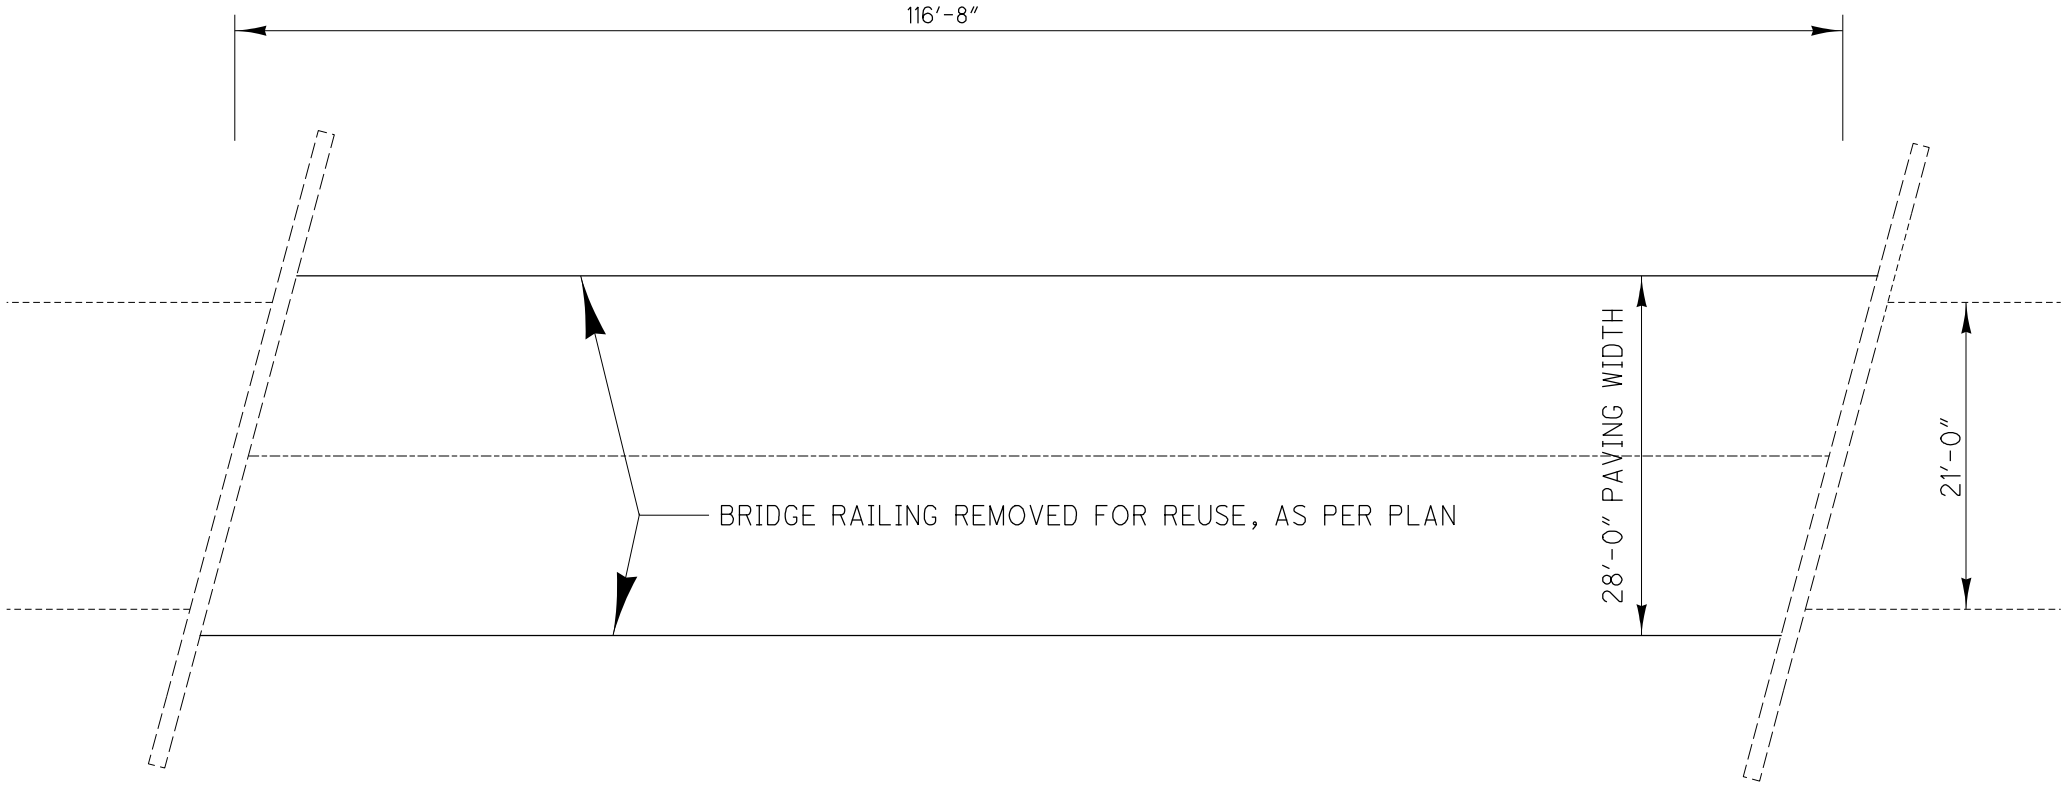 116'-8"
28'-0" PAVING WIDTH
21'-0"
BRIDGE RAILING REMOVED FOR REUSE, AS PER PLAN